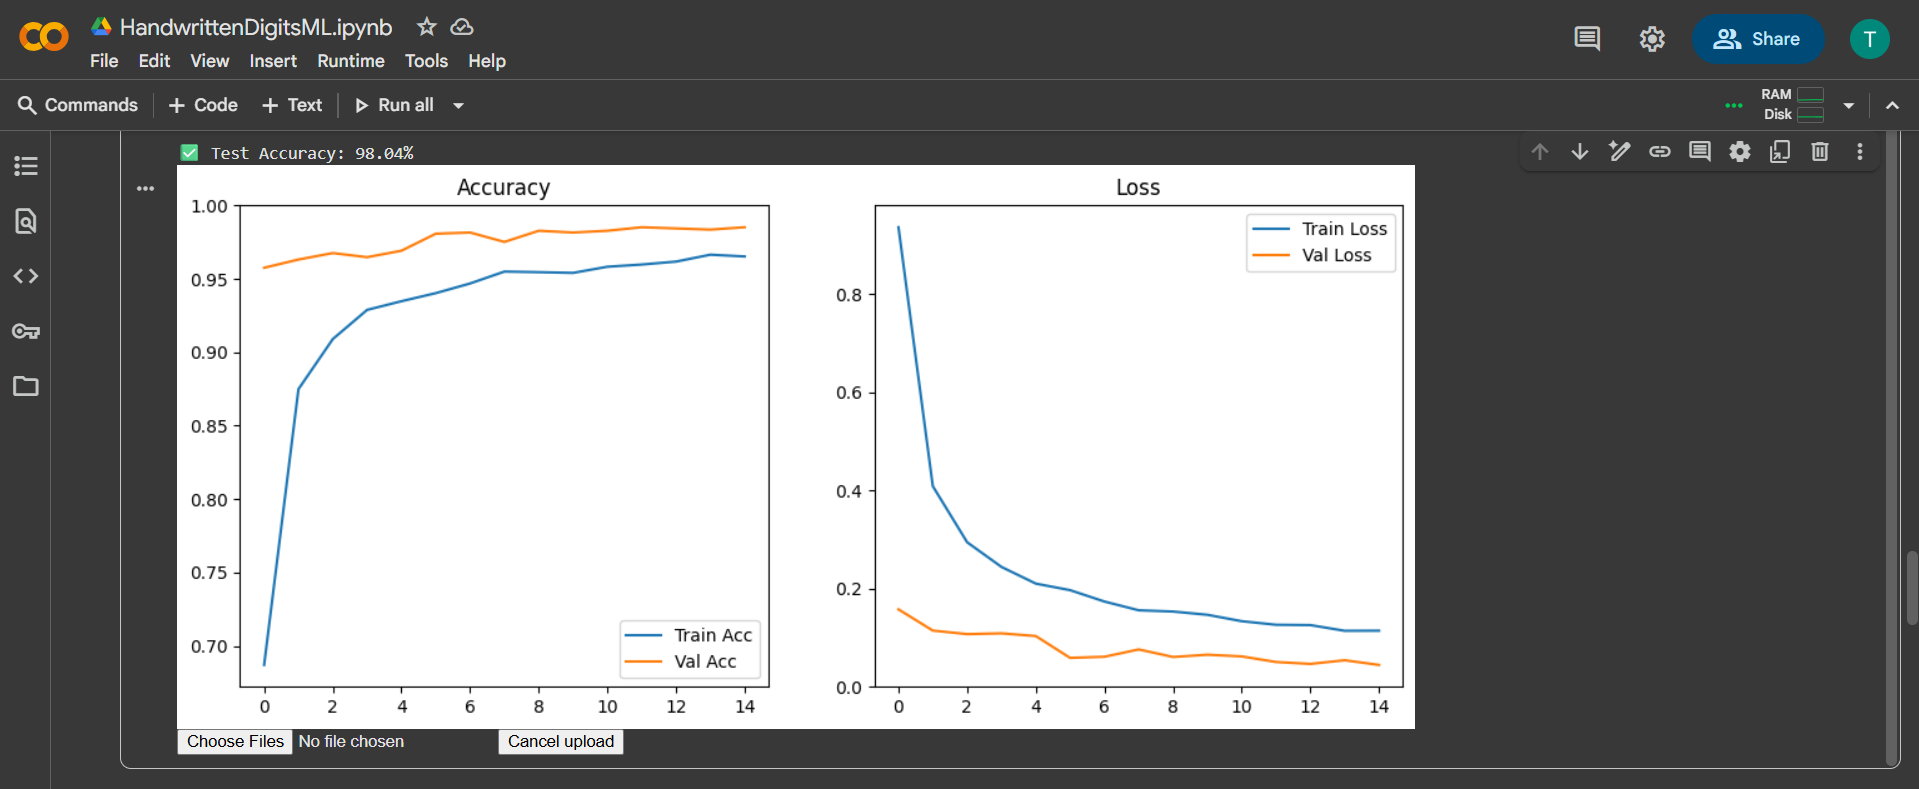 HandwrittenDigitsML.ipynb
File Edit View Insert Runtime Tools Help
Share
T
Commands + Code + Text Run all
RAM
Disk
✅ Test Accuracy: 98.04%
Accuracy
1.00
0.95
0.90
0.85
0.80
0.75
0.70
0 2 4 6 8 10 12 14
Train Acc
Val Acc
Loss
Train Loss
Val Loss
0.8
0.6
0.4
0.2
0.0
0 2 4 6 8 10 12 14
Choose Files No file chosen Cancel upload